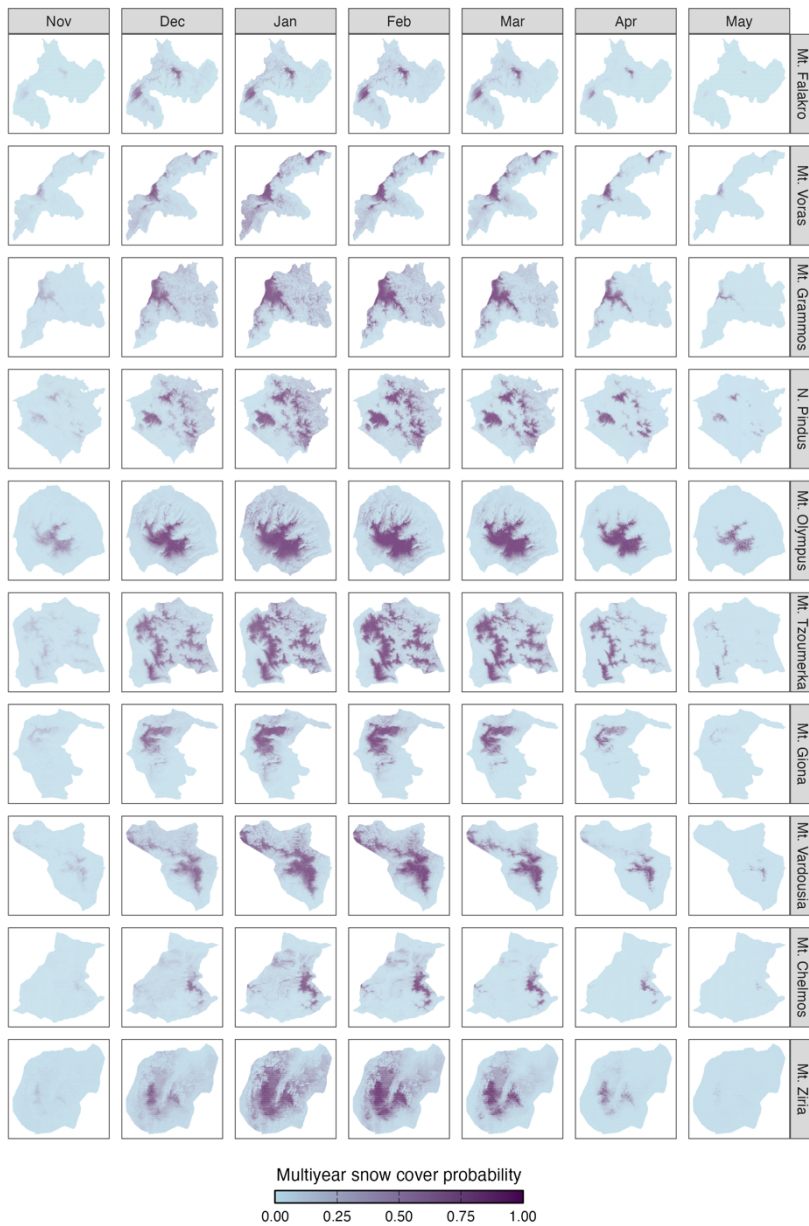 Nov Dec Jan Feb Mar Apr May
Mt. Falakro
Mt. Voras
Mt. Grammos
N. Pindus
Mt. Olympus
Mt. Tzoumerka
Mt. Giona
Mt. Vardousia
Mt. Chelmos
Mt. Ziria
Multiyear snow cover probability
0.00 0.25 0.50 0.75 1.00